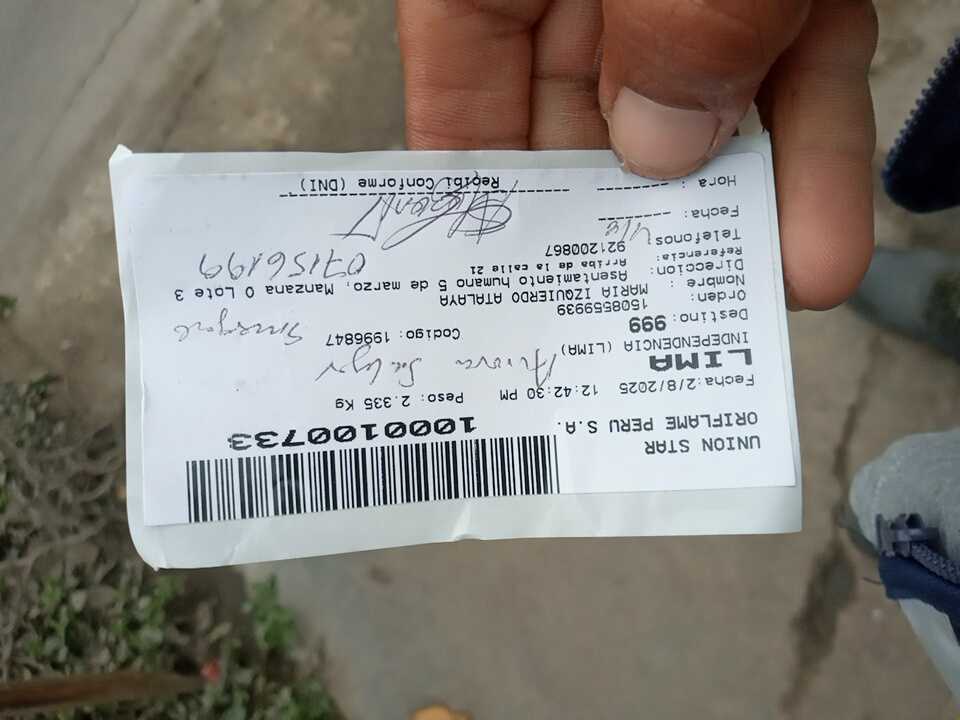 UNION STAR
ORIFLAME PERU S.A.
1000100733
Fecha:2/8/2025 12:42:30 PM Peso: 2.335 Kg
LIMA
INDEPENDENCIA (LIMA)
Destino: 999 Codigo: 1996847
Orden: 1508559939
Nombre : MARIA IZQUIERDO ATALAYA
Direccion: Asentamiento humano 5 de marzo, Manzana O Lote 3
Referencia: Arriba de la calle 21
Telefonos: 921200867
07156199
Fecha:
Hora :
Recibi Conforme (DNI)